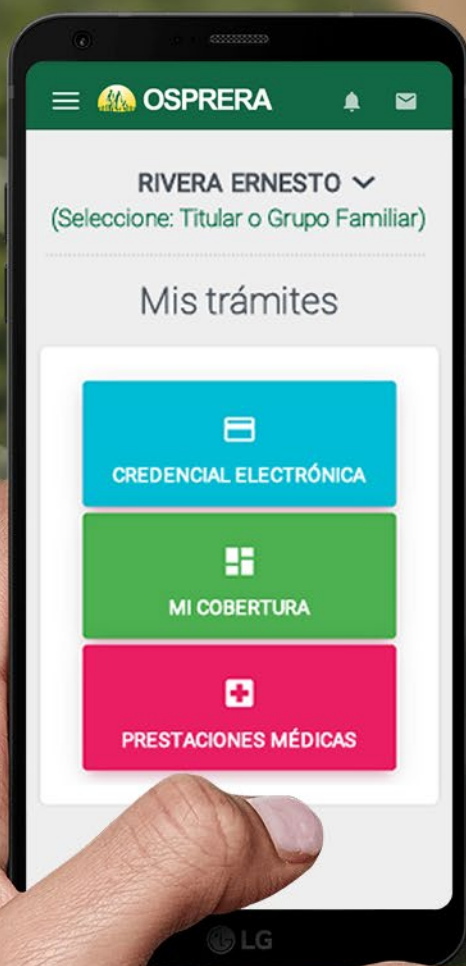 OSPRERA
RIVERA ERNESTO
(Seleccione: Titular o Grupo Familiar)
Mis trámites
CREDENCIAL ELECTRÓNICA
MI COBERTURA
PRESTACIONES MÉDICAS
LG